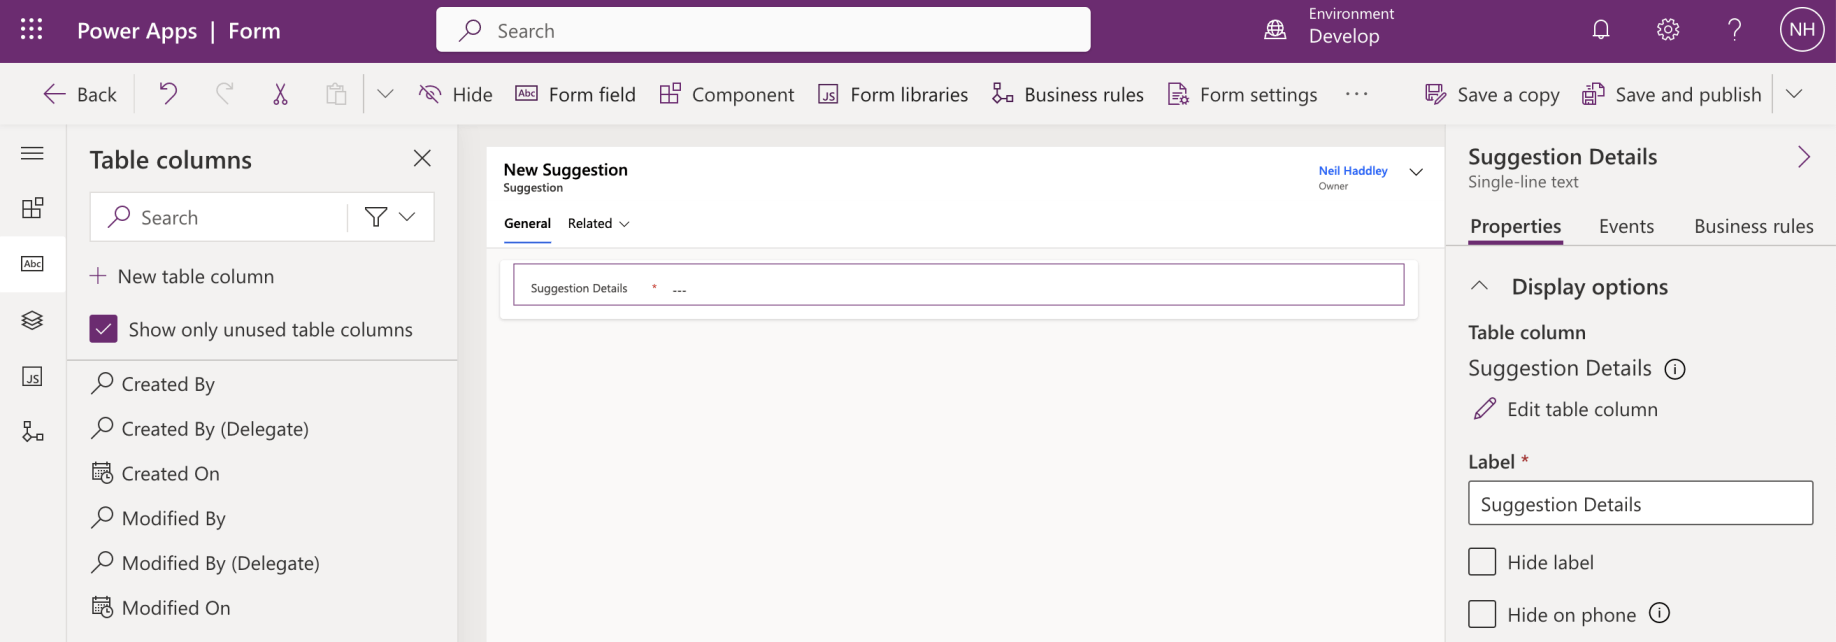 Power Apps | Form
Search
Environment
Develop
NH
Back
Hide
Abc
Form field
Component
JS
Form libraries
Business rules
Form settings
...
Save a copy
Save and publish
Table columns
Search
New table column
Show only unused table columns
Created By
Created By (Delegate)
Created On
Modified By
Modified By (Delegate)
Modified On
Abc
JS
New Suggestion
Suggestion
Neil Haddley
Owner
General
Related
Suggestion Details * ---
Suggestion Details
Single-line text
Properties
Events
Business rules
Display options
Table column
Suggestion Details
Edit table column
Label *
Suggestion Details
Hide label
Hide on phone